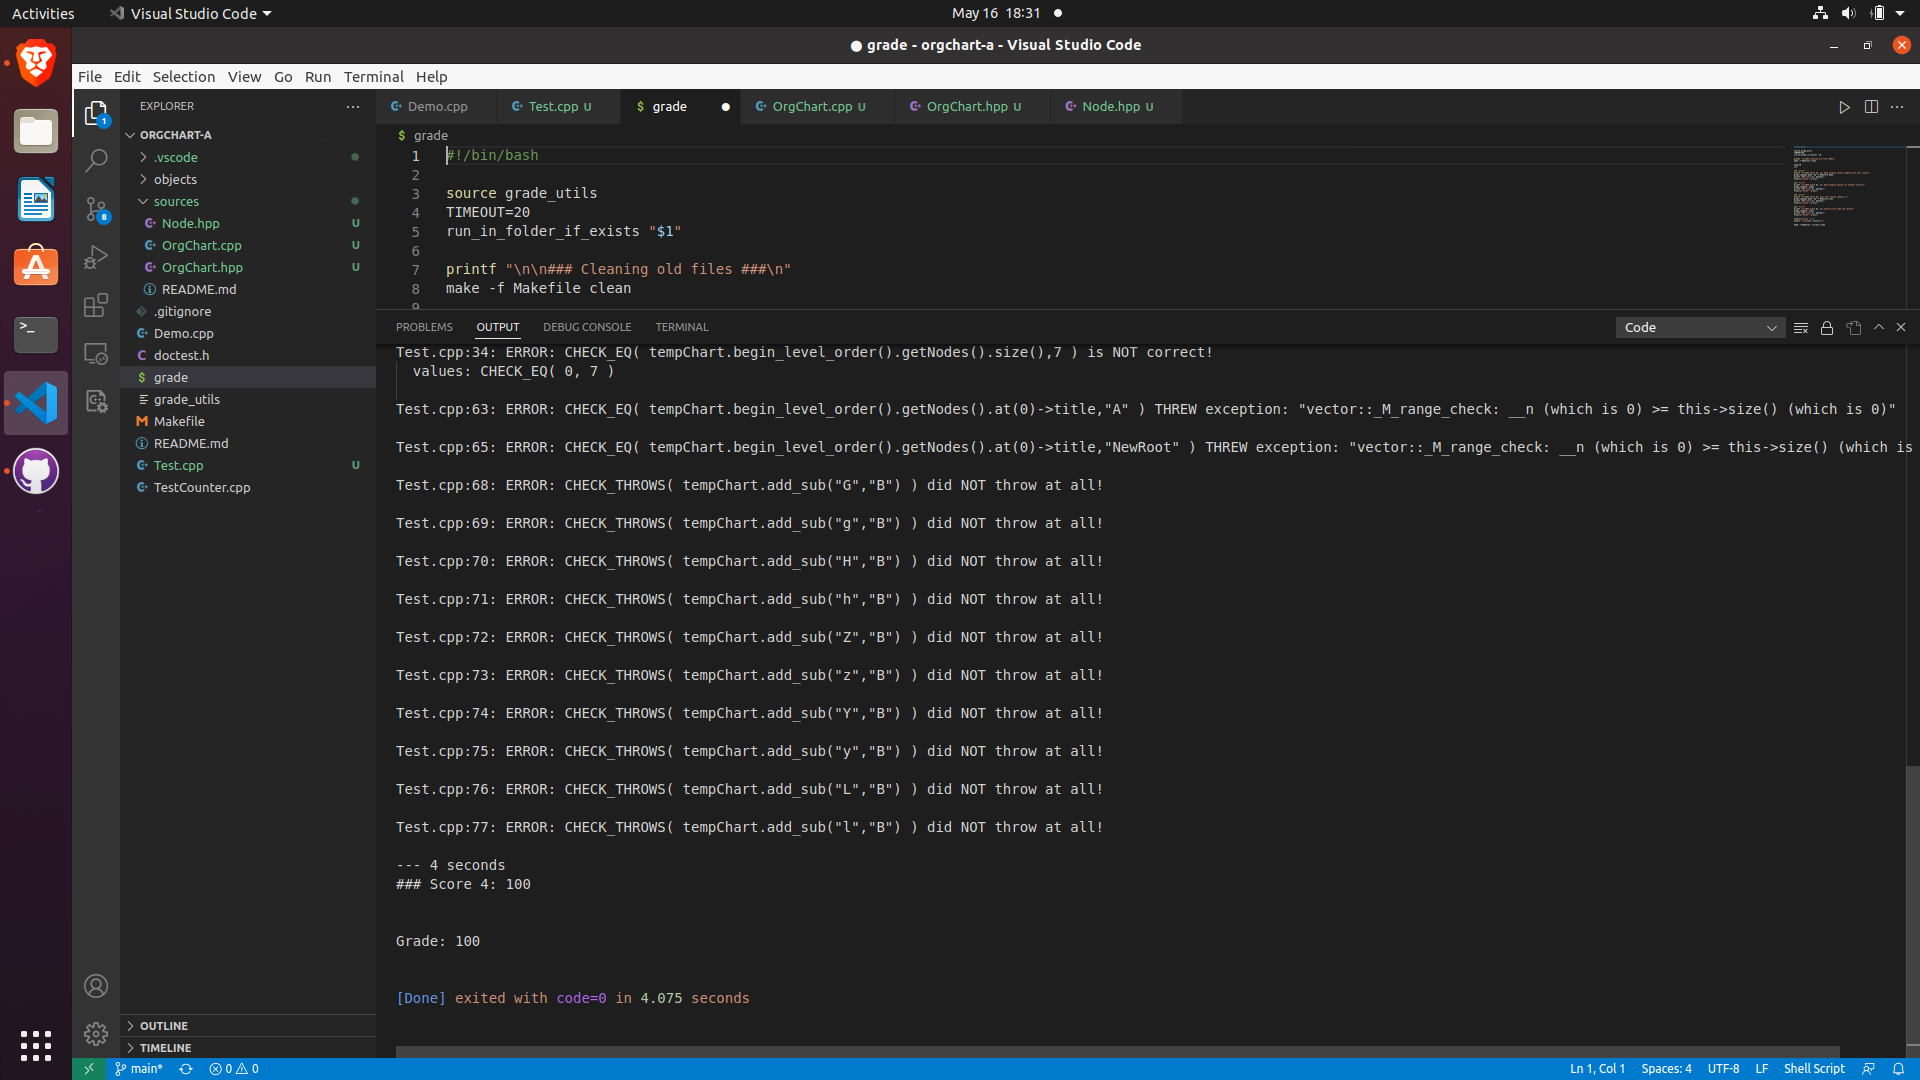 Activities
Visual Studio Code
May 16 18:31
grade - orgchart-a - Visual Studio Code
File Edit Selection View Go Run Terminal Help
EXPLORER
ORGCHART-A
.vscode
objects
sources
Node.hpp U
OrgChart.cpp U
OrgChart.hpp U
README.md
.gitignore
Demo.cpp
doctest.h
grade
grade_utils
Makefile
README.md
Test.cpp U
TestCounter.cpp
OUTLINE
TIMELINE
1
8
Demo.cpp Test.cpp U grade OrgChart.cpp U OrgChart.hpp U Node.hpp U
$ grade
1 #!/bin/bash
2
3 source grade_utils
4 TIMEOUT=20
5 run_in_folder_if_exists "$1"
6
7 printf "\n\n### Cleaning old files ###\n"
8 make -f Makefile clean
9
PROBLEMS OUTPUT DEBUG CONSOLE TERMINAL
Code
Test.cpp:34: ERROR: CHECK_EQ( tempChart.begin_level_order().getNodes().size(),7 ) is NOT correct!
values: CHECK_EQ( 0, 7 )
Test.cpp:63: ERROR: CHECK_EQ( tempChart.begin_level_order().getNodes().at(0)->title,"A" ) THREW exception: "vector::_M_range_check: __n (which is 0) >= this->size() (which is 0)"
Test.cpp:65: ERROR: CHECK_EQ( tempChart.begin_level_order().getNodes().at(0)->title,"NewRoot" ) THREW exception: "vector::_M_range_check: __n (which is 0) >= this->size() (which is
Test.cpp:68: ERROR: CHECK_THROWS( tempChart.add_sub("G","B") ) did NOT throw at all!
Test.cpp:69: ERROR: CHECK_THROWS( tempChart.add_sub("g","B") ) did NOT throw at all!
Test.cpp:70: ERROR: CHECK_THROWS( tempChart.add_sub("H","B") ) did NOT throw at all!
Test.cpp:71: ERROR: CHECK_THROWS( tempChart.add_sub("h","B") ) did NOT throw at all!
Test.cpp:72: ERROR: CHECK_THROWS( tempChart.add_sub("Z","B") ) did NOT throw at all!
Test.cpp:73: ERROR: CHECK_THROWS( tempChart.add_sub("z","B") ) did NOT throw at all!
Test.cpp:74: ERROR: CHECK_THROWS( tempChart.add_sub("Y","B") ) did NOT throw at all!
Test.cpp:75: ERROR: CHECK_THROWS( tempChart.add_sub("y","B") ) did NOT throw at all!
Test.cpp:76: ERROR: CHECK_THROWS( tempChart.add_sub("L","B") ) did NOT throw at all!
Test.cpp:77: ERROR: CHECK_THROWS( tempChart.add_sub("l","B") ) did NOT throw at all!
--- 4 seconds
### Score 4: 100
Grade: 100
[Done] exited with code=0 in 4.075 seconds
main* 0 0
Ln 1, Col 1 Spaces: 4 UTF-8 LF Shell Script